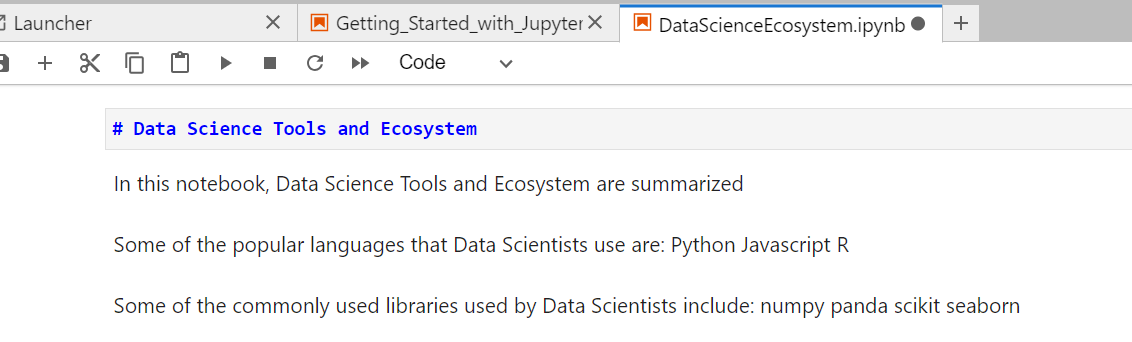 Launcher
Getting_Started_with_Jupyter
DataScienceEcosystem.ipynb
Code
# Data Science Tools and Ecosystem
In this notebook, Data Science Tools and Ecosystem are summarized
Some of the popular languages that Data Scientists use are: Python Javascript R
Some of the commonly used libraries used by Data Scientists include: numpy panda scikit seaborn